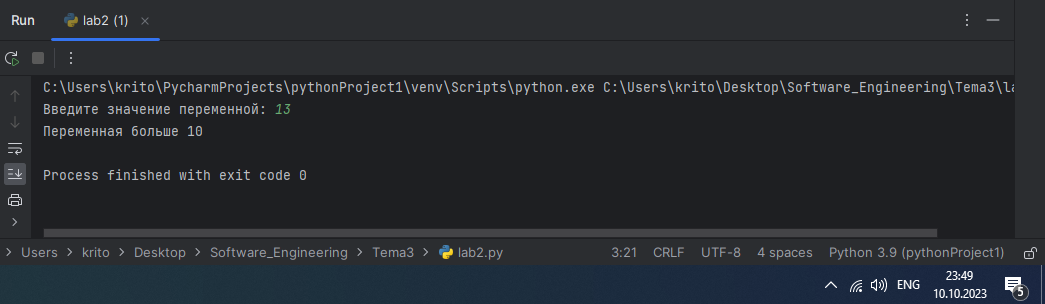 Run lab2 (1)
C:\Users\krito\PycharmProjects\pythonProject1\venv\Scripts\python.exe C:\Users\krito\Desktop\Software_Engineering\Tema3\la
Введите значение переменной: 13
Переменная больше 10
Process finished with exit code 0
Users krito Desktop Software_Engineering Tema3 lab2.py 3:21 CRLF UTF-8 4 spaces Python 3.9 (pythonProject1)
23:49
ENG
10.10.2023
5